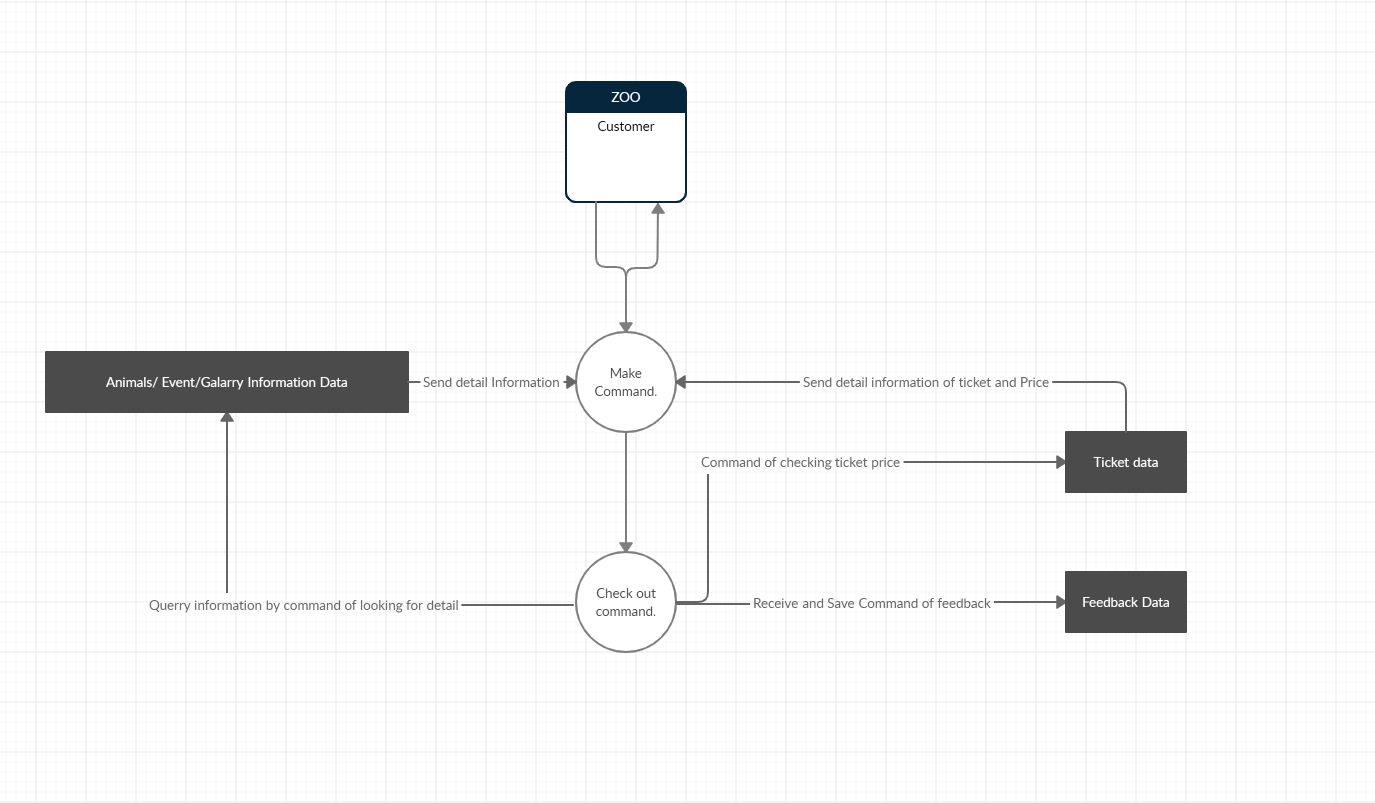 ZOO
Customer
Make
Command.
Animals/ Event/Galarry Information Data
Send detail Information
Send detail information of ticket and Price
Command of checking ticket price
Ticket data
Check out
command.
Querry information by command of looking for detail
Receive and Save Command of feedback
Feedback Data